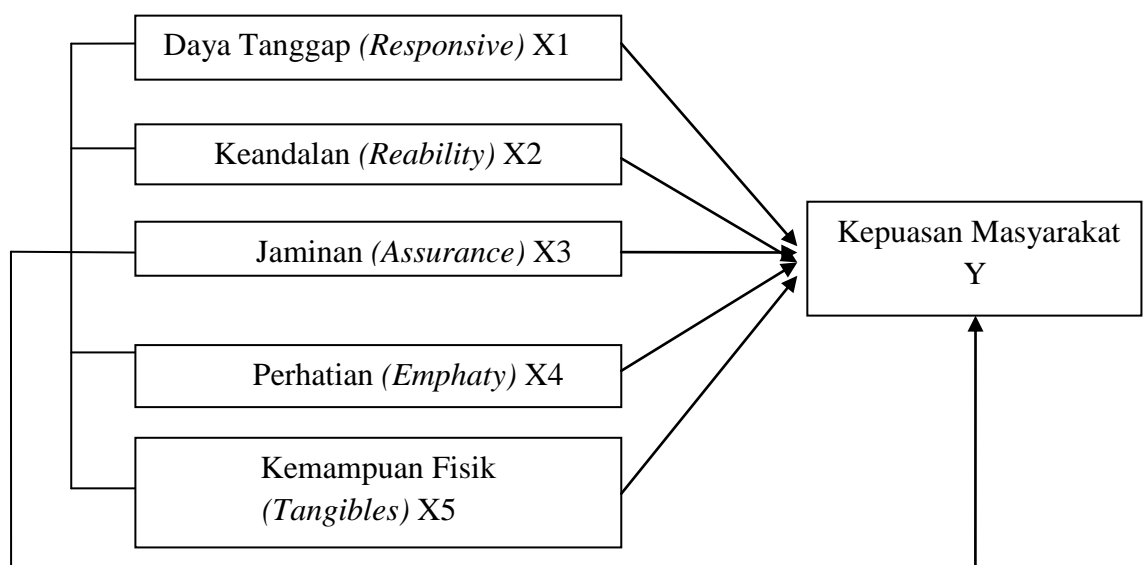 Daya Tanggap (Responsive) X1
Keandalan (Reability) X2
Jaminan (Assurance) X3
Perhatian (Emphaty) X4
Kemampuan Fisik
(Tangibles) X5
Kepuasan Masyarakat
Y